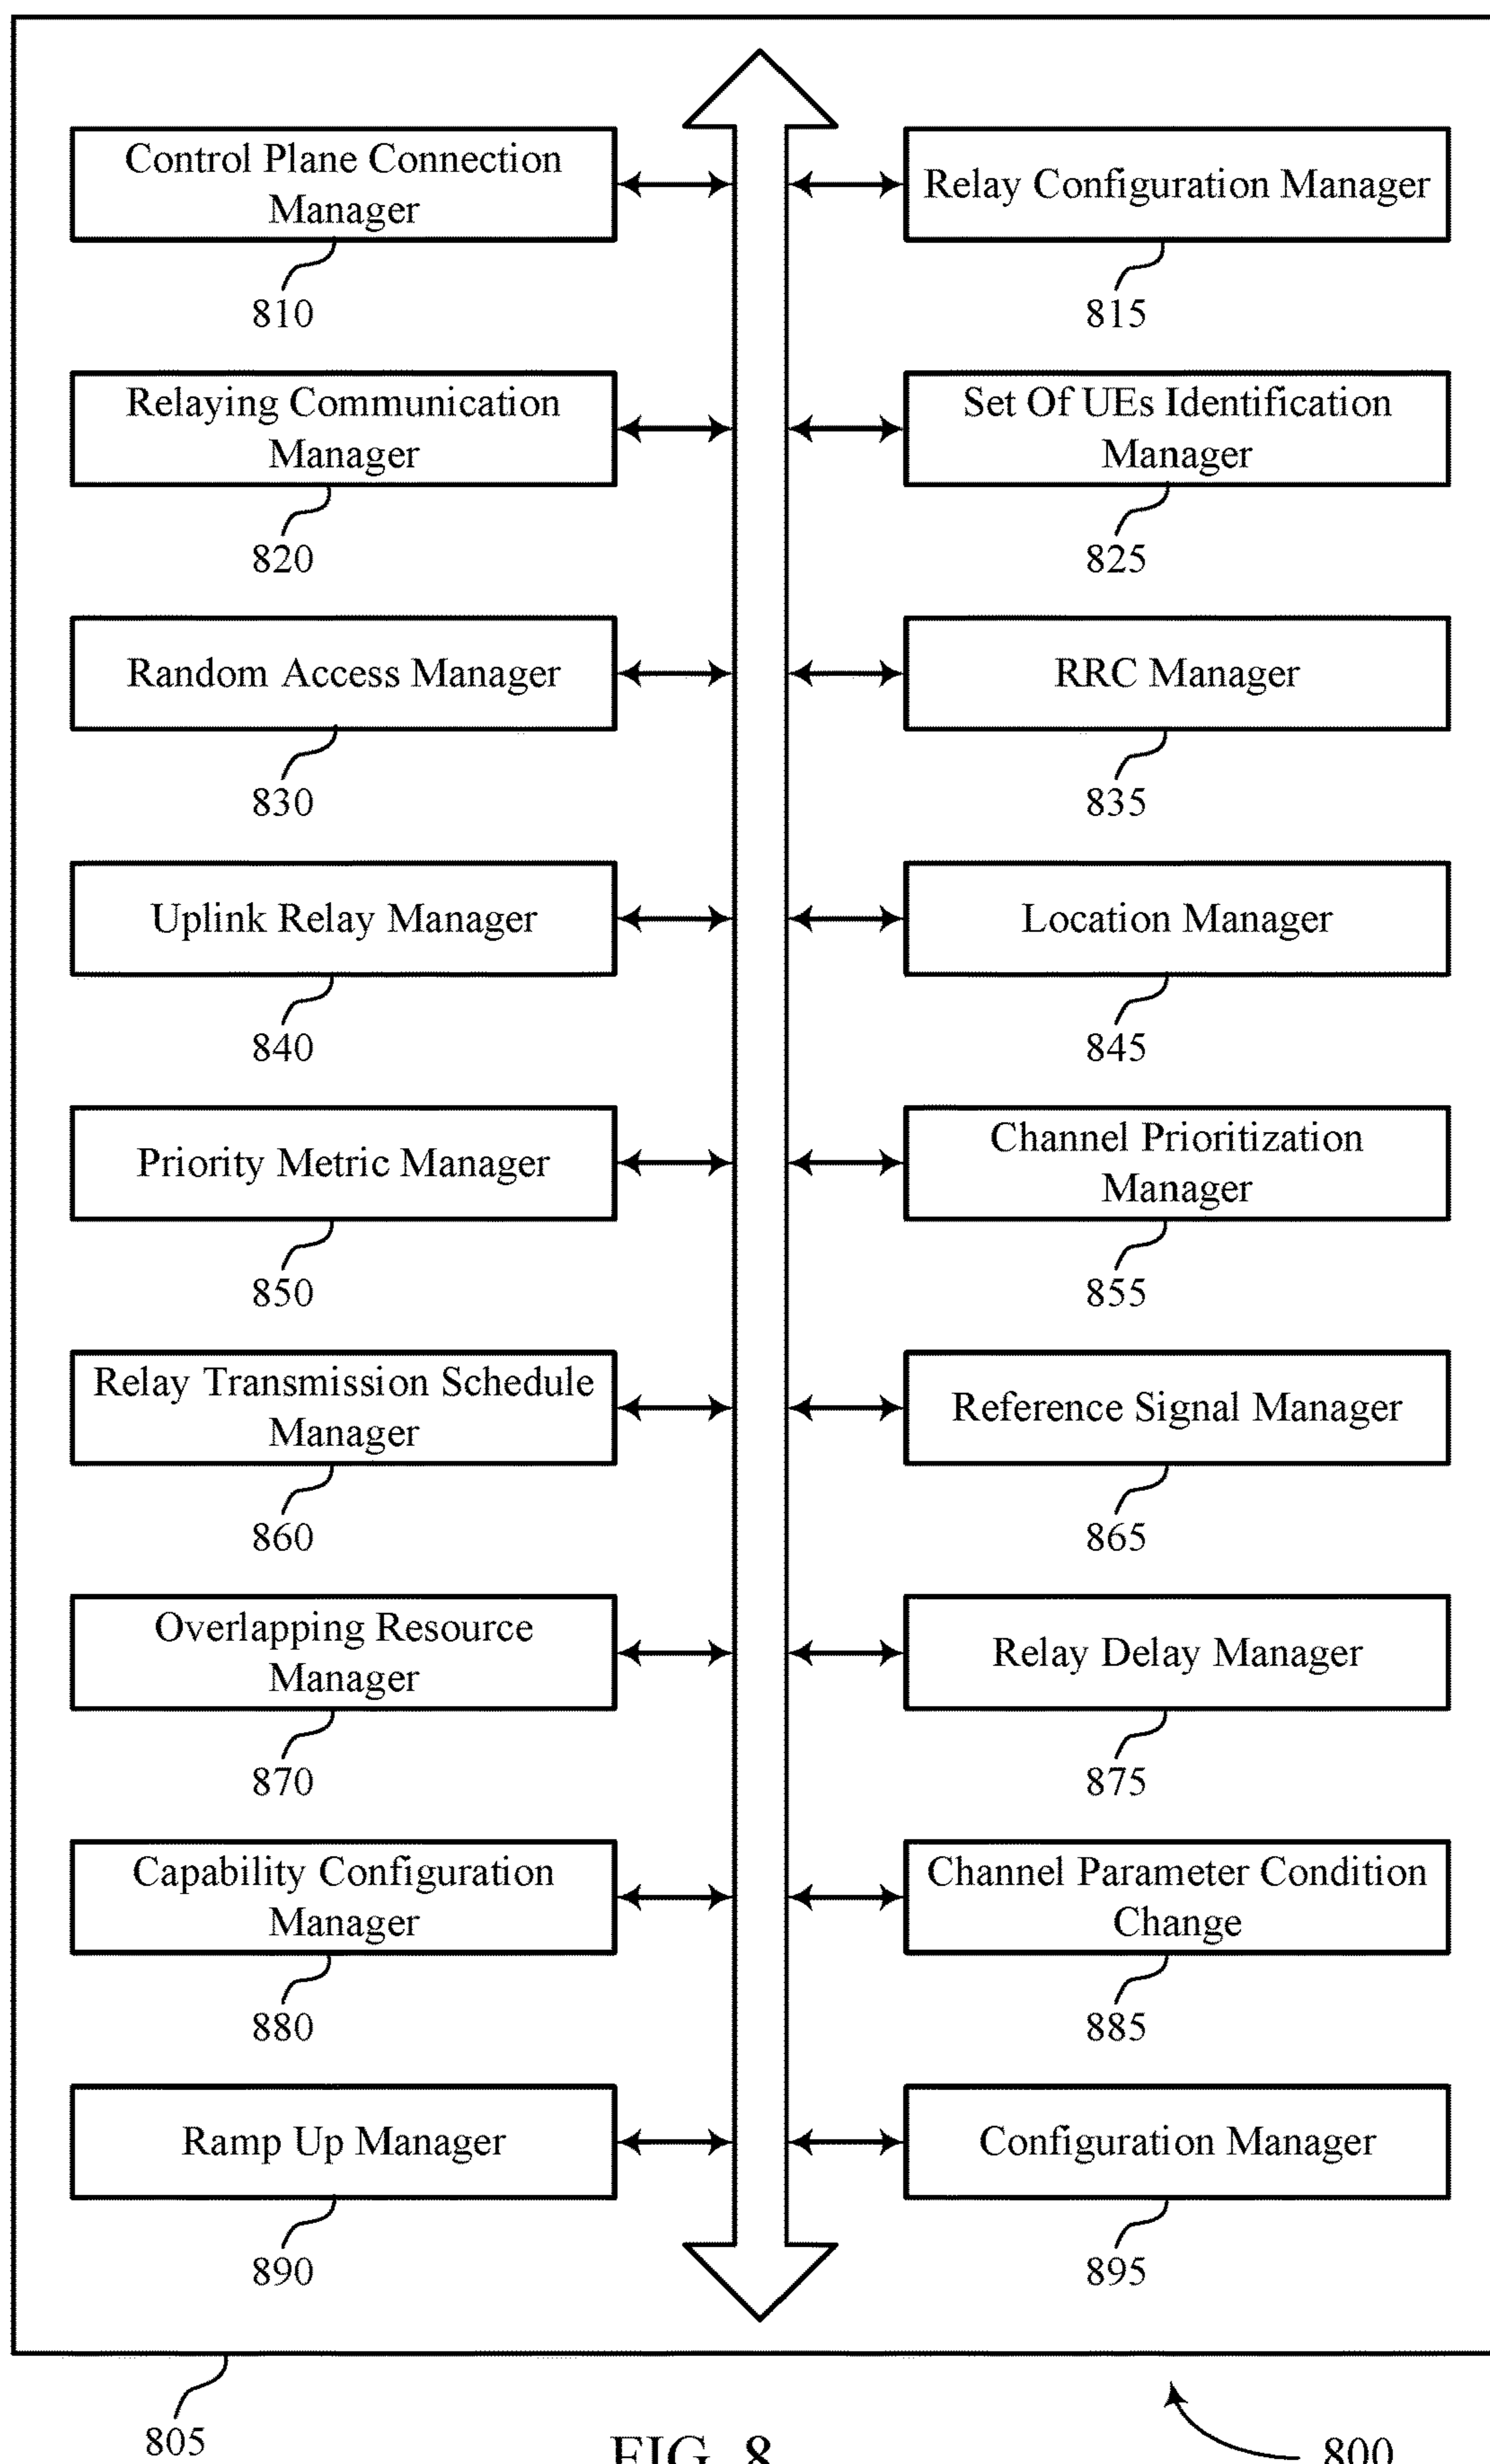 Control Plane Connection
Manager
810
Relay Configuration Manager
815
Relaying Communication
Manager
820
Set Of UEs Identification
Manager
825
Random Access Manager
830
RRC Manager
835
Uplink Relay Manager
840
Location Manager
845
Priority Metric Manager
850
Channel Prioritization
Manager
855
Relay Transmission Schedule
Manager
860
Reference Signal Manager
865
Overlapping Resource
Manager
870
Relay Delay Manager
875
Capability Configuration
Manager
880
Channel Parameter Condition
Change
885
Ramp Up Manager
890
Configuration Manager
895
805
FIG. 8
800